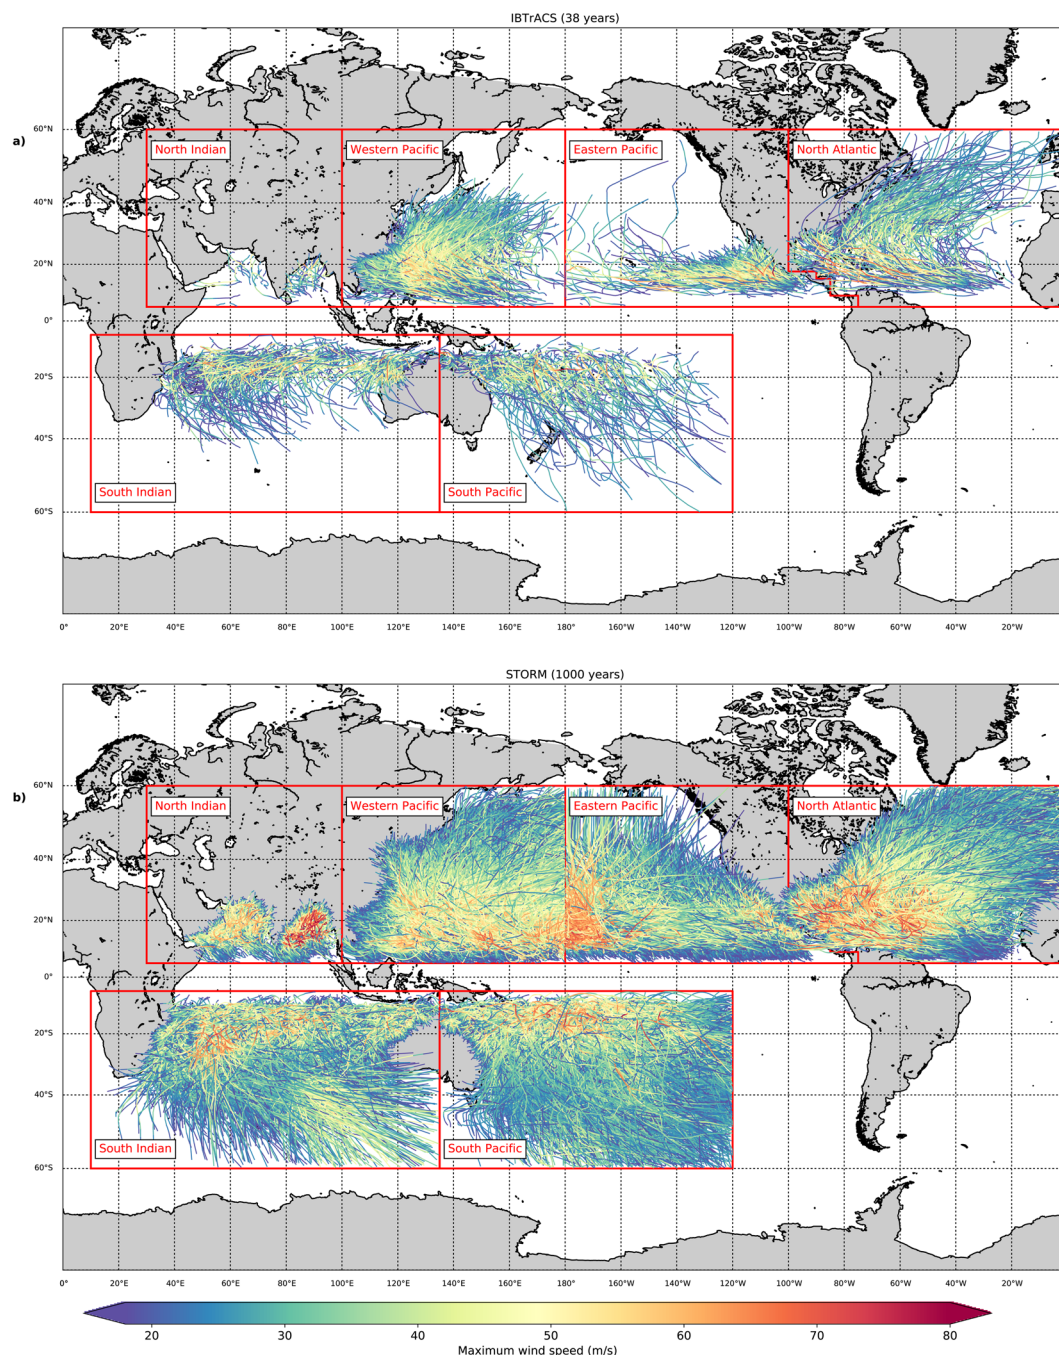 IBTrACS (38 years)
a)
60°N
40°N
20°N
0°
20°S
40°S
60°S
North Indian
Western Pacific
Eastern Pacific
North Atlantic
South Indian
South Pacific
0° 20°E 40°E 60°E 80°E 100°E 120°E 140°E 160°E 180° 160°W 140°W 120°W 100°W 80°W 60°W 40°W 20°W
STORM (1000 years)
b)
60°N
40°N
20°N
0°
20°S
40°S
60°S
North Indian
Western Pacific
Eastern Pacific
North Atlantic
South Indian
South Pacific
0° 20°E 40°E 60°E 80°E 100°E 120°E 140°E 160°E 180° 160°W 140°W 120°W 100°W 80°W 60°W 40°W 20°W
20 30 40 50 60 70 80
Maximum wind speed (m/s)